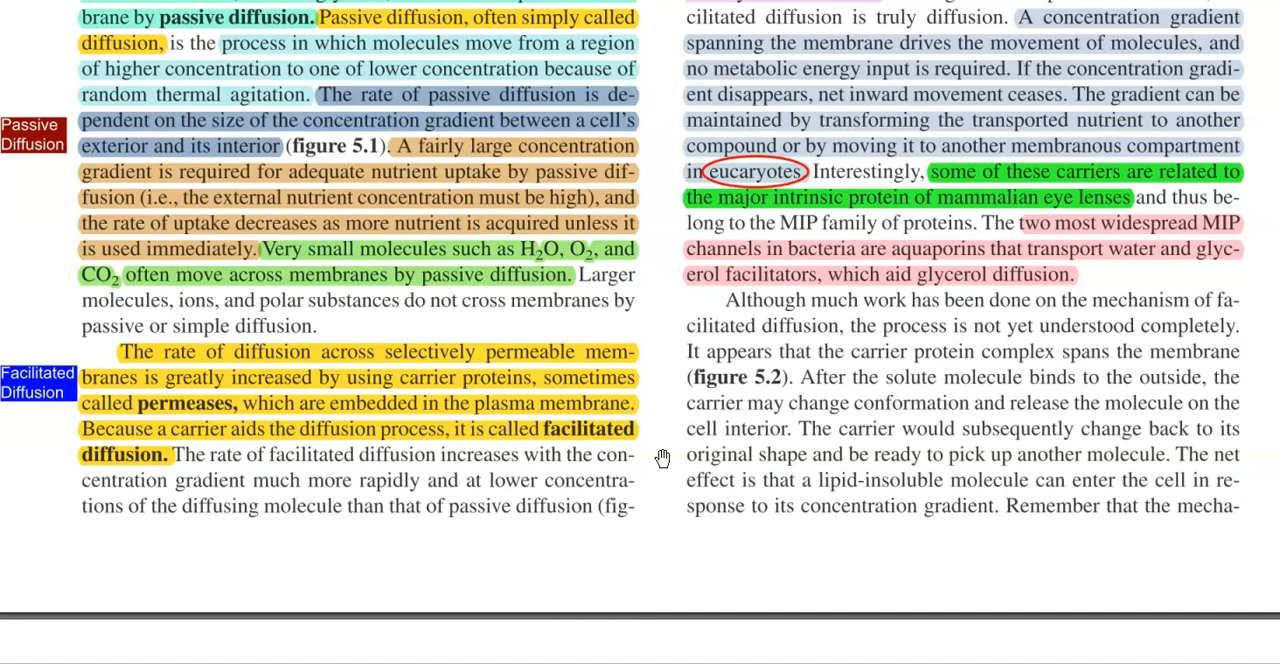 brane by passive diffusion. Passive diffusion, often simply called
diffusion, is the process in which molecules move from a region
of higher concentration to one of lower concentration because of
random thermal agitation. The rate of passive diffusion is de-
pendent on the size of the concentration gradient between a cell’s
exterior and its interior (figure 5.1). A fairly large concentration
gradient is required for adequate nutrient uptake by passive dif-
fusion (i.e., the external nutrient concentration must be high), and
the rate of uptake decreases as more nutrient is acquired unless it
is used immediately. Very small molecules such as H₂O, O₂, and
CO₂ often move across membranes by passive diffusion. Larger
molecules, ions, and polar substances do not cross membranes by
passive or simple diffusion.
The rate of diffusion across selectively permeable mem-
branes is greatly increased by using carrier proteins, sometimes
called permeases, which are embedded in the plasma membrane.
Because a carrier aids the diffusion process, it is called facilitated
diffusion. The rate of facilitated diffusion increases with the con-
centration gradient much more rapidly and at lower concentra-
tions of the diffusing molecule than that of passive diffusion (fig-
Passive
Diffusion
Facilitated
Diffusion
cilitated diffusion is truly diffusion. A concentration gradient
spanning the membrane drives the movement of molecules, and
no metabolic energy input is required. If the concentration gradi-
ent disappears, net inward movement ceases. The gradient can be
maintained by transforming the transported nutrient to another
compound or by moving it to another membranous compartment
in eucaryotes. Interestingly, some of these carriers are related to
the major intrinsic protein of mammalian eye lenses and thus be-
long to the MIP family of proteins. The two most widespread MIP
channels in bacteria are aquaporins that transport water and glyc-
erol facilitators, which aid glycerol diffusion.
Although much work has been done on the mechanism of fa-
cilitated diffusion, the process is not yet understood completely.
It appears that the carrier protein complex spans the membrane
(figure 5.2). After the solute molecule binds to the outside, the
carrier may change conformation and release the molecule on the
cell interior. The carrier would subsequently change back to its
original shape and be ready to pick up another molecule. The net
effect is that a lipid-insoluble molecule can enter the cell in re-
sponse to its concentration gradient. Remember that the mecha-